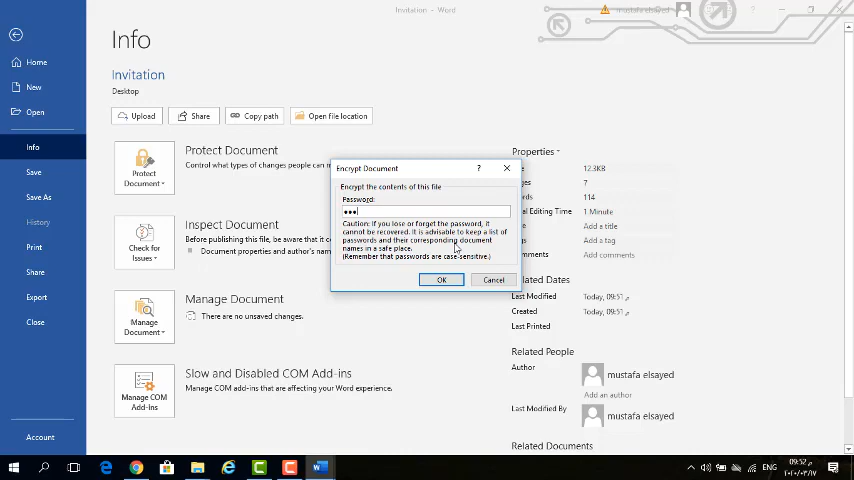 Invitation – Word
mustafa elsayed
Info
Home
New
Open
Info
Save
Save As
History
Print
Share
Export
Close
Account
Invitation
Desktop
Upload
Share
Copy path
Open file location
Protect Document
Protect Document
Control what types of changes people can
Check for Issues
Inspect Document
Before publishing this file, be aware
Document properties and author's nam
Manage Document
Manage Document
There are no unsaved changes.
Manage COM Add-Ins
Slow and Disabled COM Add-ins
Manage COM add-ins that are affecting your Word experience.
Encrypt Document
?
Encrypt the contents of this file
Password:
Caution: If you lose or forget the password, it
cannot be recovered. It is advisable to keep a list of
passwords and their corresponding document
names in a safe place.
(Remember that passwords are case-sensitive.)
OK
Cancel
Properties
12.3KB
7
114
ital Editing Time
1 Minute
Add a title
Add a tag
Add comments
Related Dates
Last Modified
Today, 09:51 م
Created
Today, 09:51 م
Last Printed
Related People
Author
mustafa elsayed
Add an author
Last Modified By
mustafa elsayed
Related Documents
ENG
09:52 م